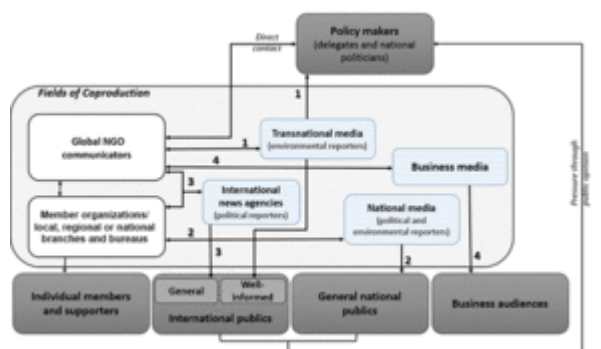 Policy makers
(delegates and national
politicians)
Direct
contact
Fields of Coproduction
1
Global NGO
communicators
1
Transnational media
(environmental reporters)
4
Business media
3
International
news agencies
(political reporters)
National media
(political and
environmental reporters)
Member organizations/
local, regional or national
branches and bureaus
2
3
2
4
Pressure through
public opinion
Individual members
and supporters
General
Well-
informed
International publics
General national
publics
Business audiences